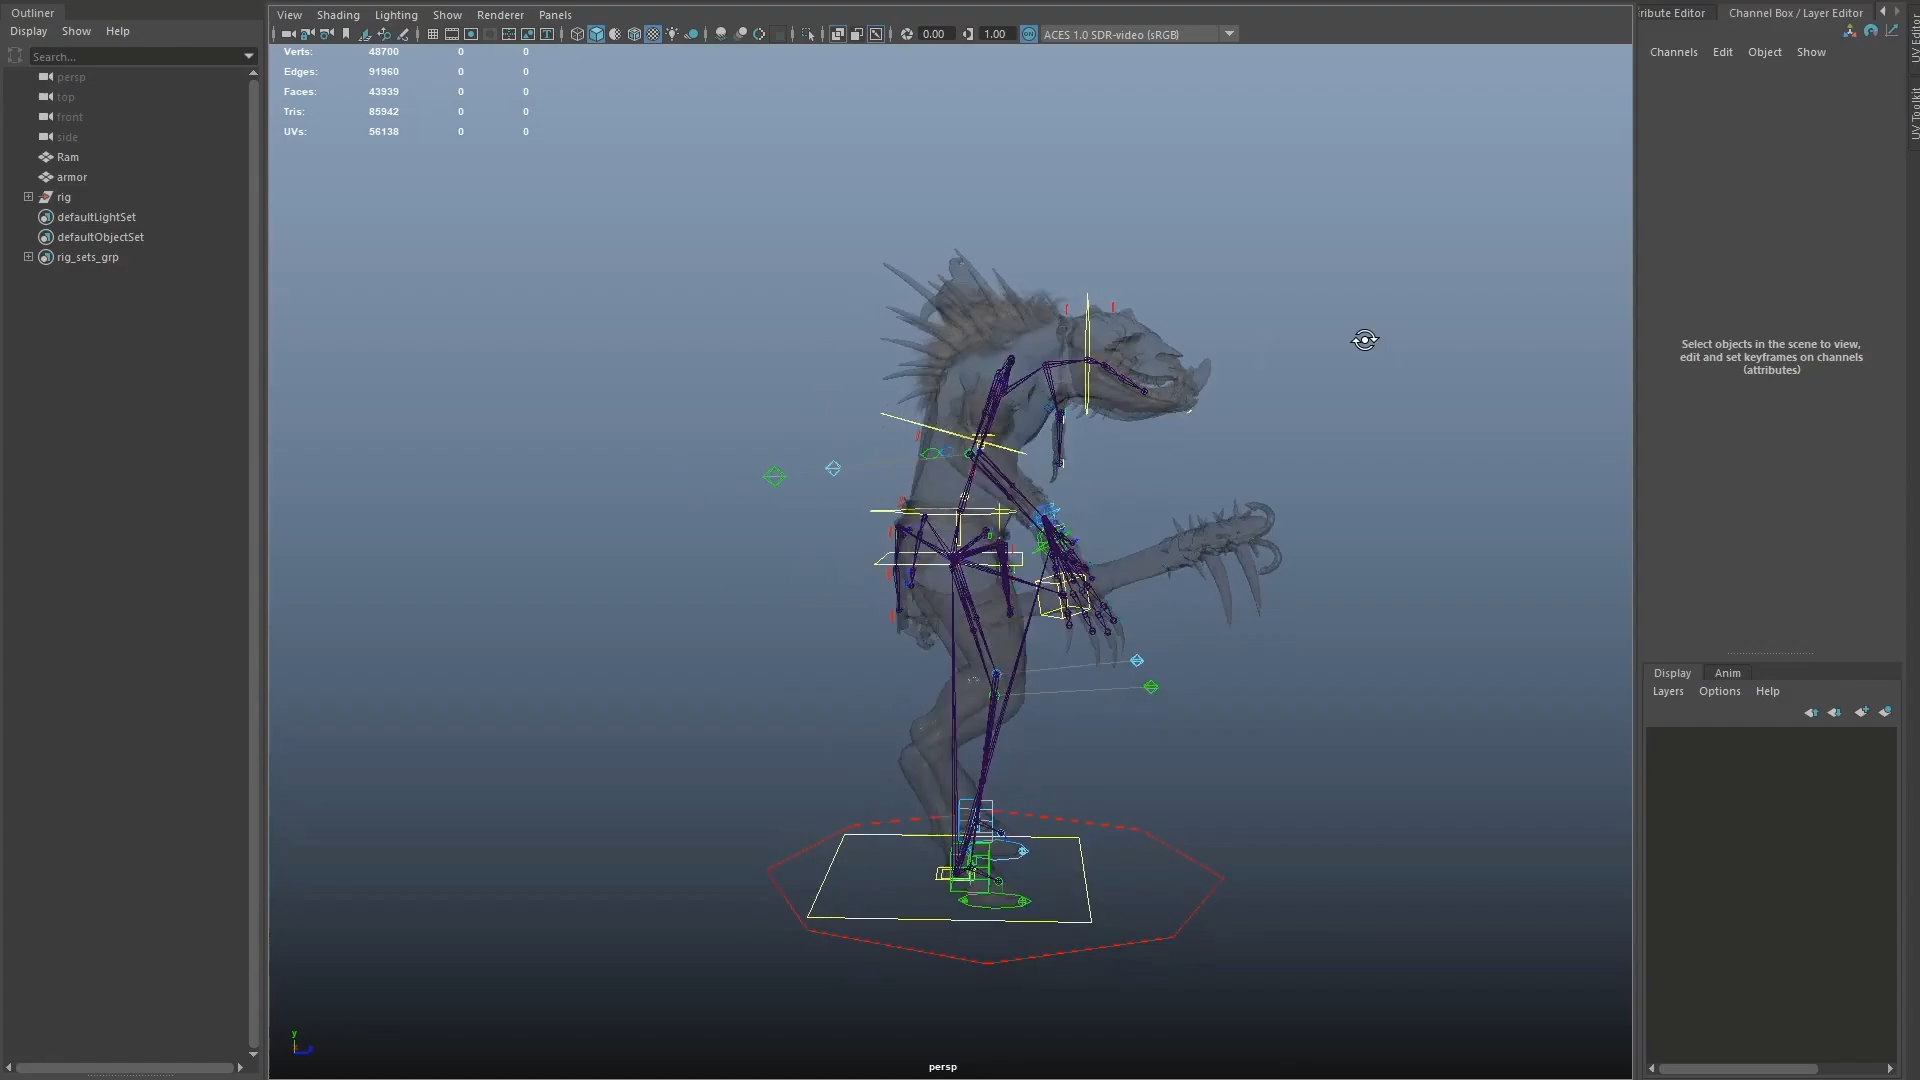 Outliner
Display Show Help
Search...
persp
top
front
side
Ram
armor
rig
defaultLightSet
defaultObjectSet
rig_sets_grp
View Shading Lighting Show Renderer Panels
0.00 1.00 ACES 1.0 SDR-video (sRGB)
Verts: 48700 0 0
Edges: 91960 0 0
Faces: 43939 0 0
Tris: 85942 0 0
UVs: 56138 0 0
y
persp
ribute Editor Channel Box / Layer Editor
Channels Edit Object Show
Select objects in the scene to view,
edit and set keyframes on channels
(attributes)
Display Anim
Layers Options Help
UV Editor
UV Toolkit